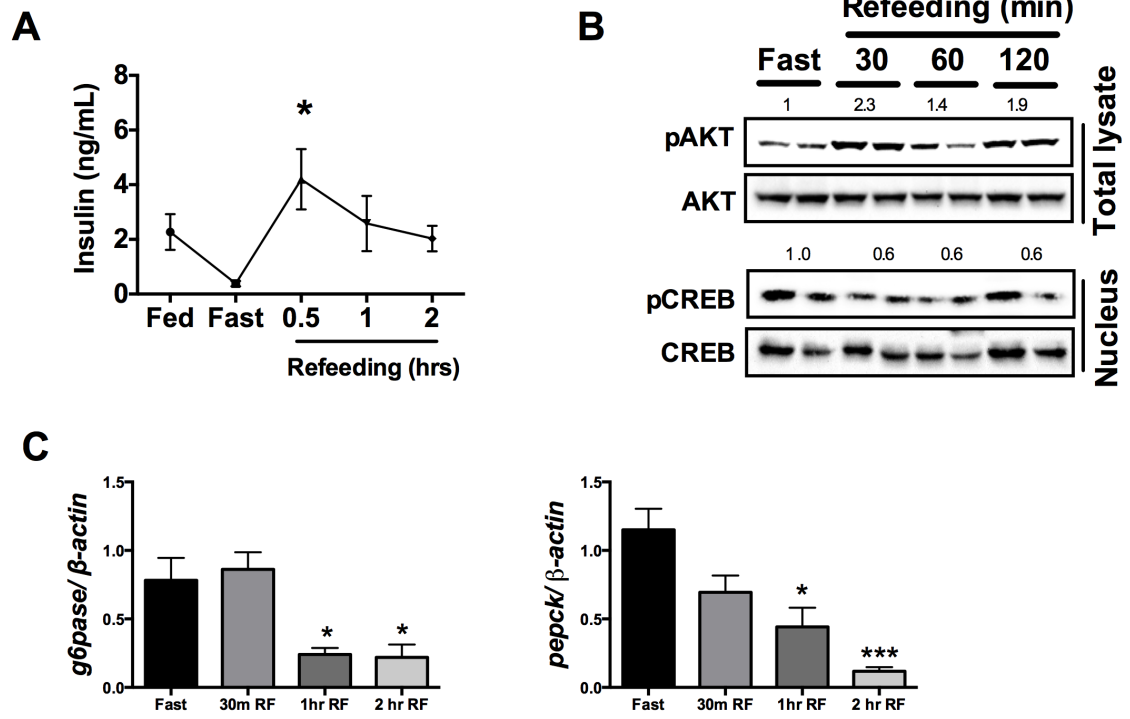 A
Insulin (ng/mL)
8
6
4
2
0
*
Fed Fast 0.5 1 2
Refeeding (hrs)
B
Refeeding (min)
Fast 30 60 120
1 2.3 1.4 1.9
pAKT
AKT
Total lysate
1.0 0.6 0.6 0.6
pCREB
CREB
Nucleus
C
g6pase/ β-actin
1.5
1.0
0.5
0.0
* *
Fast 30m RF 1hr RF 2 hr RF
pepck/ β-actin
1.5
1.0
0.5
0.0
* ***
Fast 30m RF 1hr RF 2 hr RF